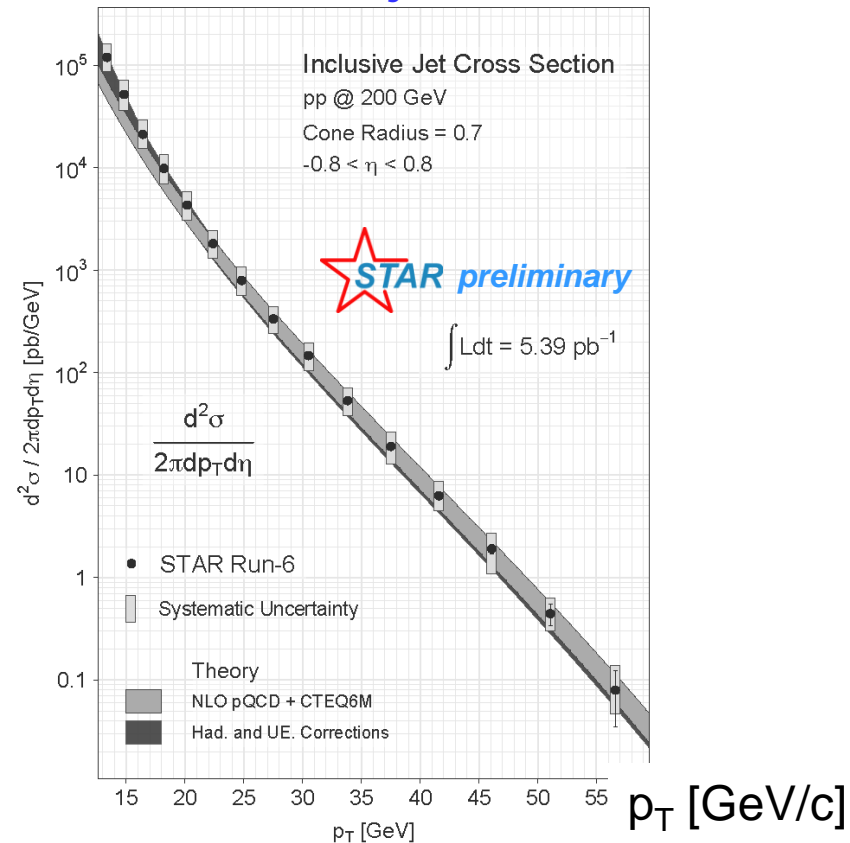 Inclusive Jet Cross Section
pp @ 200 GeV
Cone Radius = 0.7
-0.8 < η < 0.8
STAR preliminary
∫Ldt = 5.39 pb⁻¹
d²σ
2πdp_Tdη
STAR Run-6
Systematic Uncertainty
Theory
NLO pQCD + CTEQ6M
Had. and UE. Corrections
d²σ / 2πdp_Tdη [pb/GeV]
10⁵
10⁴
10³
10²
10
1
0.1
15 20 25 30 35 40 45 50 55
p_T [GeV]
p_T [GeV/c]